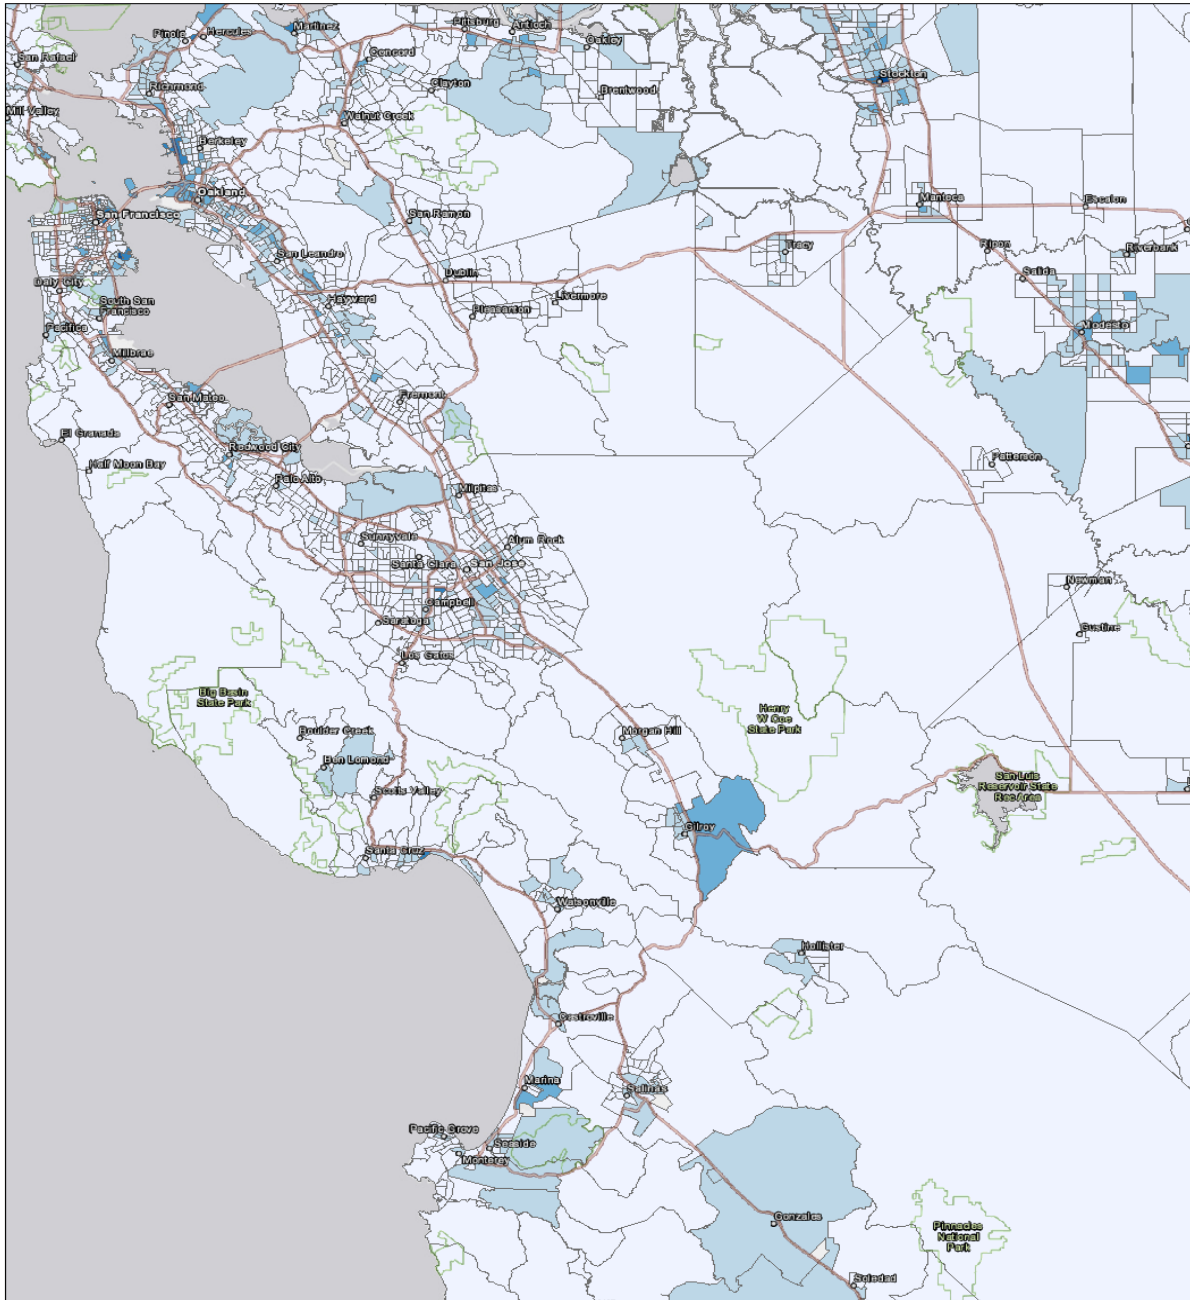 Pinole
Hercules
Martinez
Pittsburg
Antioch
Oakley
San Rafael
Concord
Richmond
Clayton
Brentwood
Stockton
Mill Valley
Walnut Creek
Berkeley
Oakland
Manteca
Escalon
San Francisco
San Ramon
Ripon
Riverbank
Tracy
San Leandro
Dublin
Salida
Daly City
Hayward
Livermore
South San
Francisco
Pleasanton
Pacifica
Modesto
Millbrae
San Mateo
Fremont
El Granada
Redwood City
Half Moon Bay
Patterson
Palo Alto
Milpitas
Sunnyvale
Alum Rock
Santa Clara
San Jose
Newman
Campbell
Saratoga
Gustine
Los Gatos
Big Basin
State Park
Henry
W Coe
State Park
Boulder Creek
Morgan Hill
Ben Lomond
San Luis
Reservoir State
Rec Area
Scotts Valley
Gilroy
Santa Cruz
Watsonville
Hollister
Castroville
Marina
Salinas
Pacific Grove
Seaside
Monterey
Gonzales
Pinnacles
National
Park
Soledad